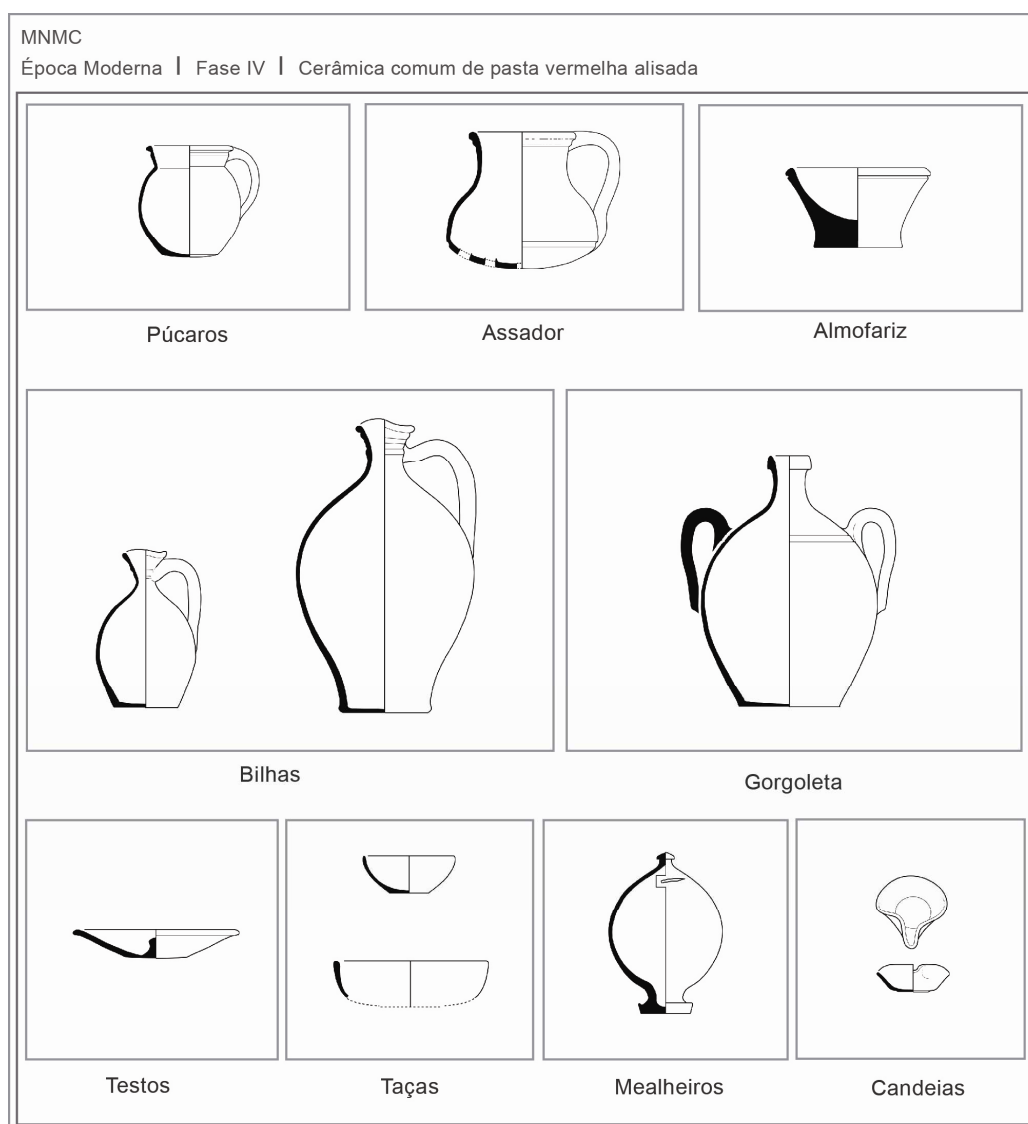 MNMC
Época Moderna | Fase IV | Cerâmica comum de pasta vermelha alisada
Púcaros
Assador
Almofariz
Bilhas
Gorgoleta
Testos
Taças
Mealheiros
Candeias